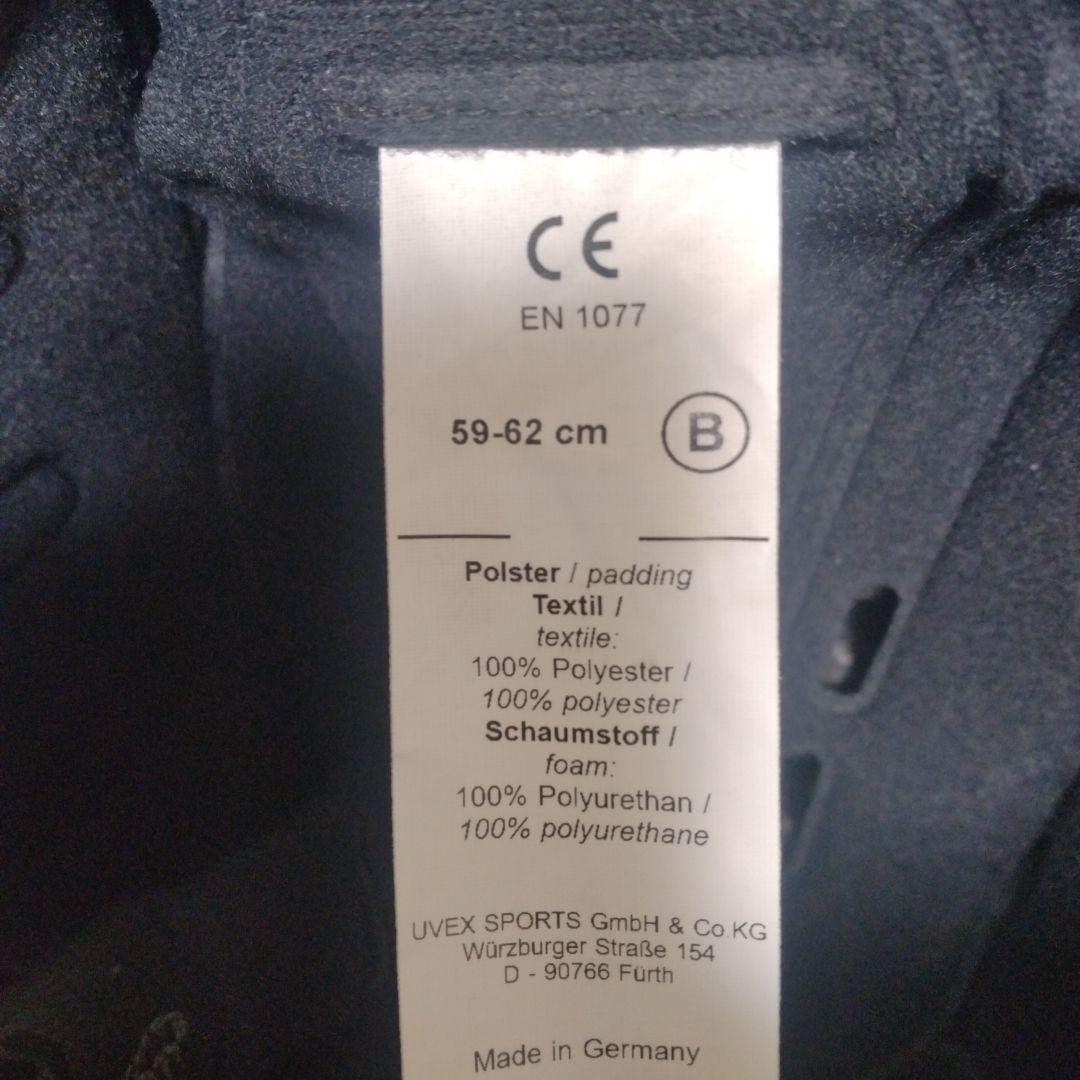 CE
EN 1077
59-62 cm B
Polster / padding
Textil /
textile:
100% Polyester /
100% polyester
Schaumstoff /
foam:
100% Polyurethan /
100% polyurethane
UVEX SPORTS GmbH & Co.KG
Würzburger Straße 154
D - 90766 Fürth
Made in Germany